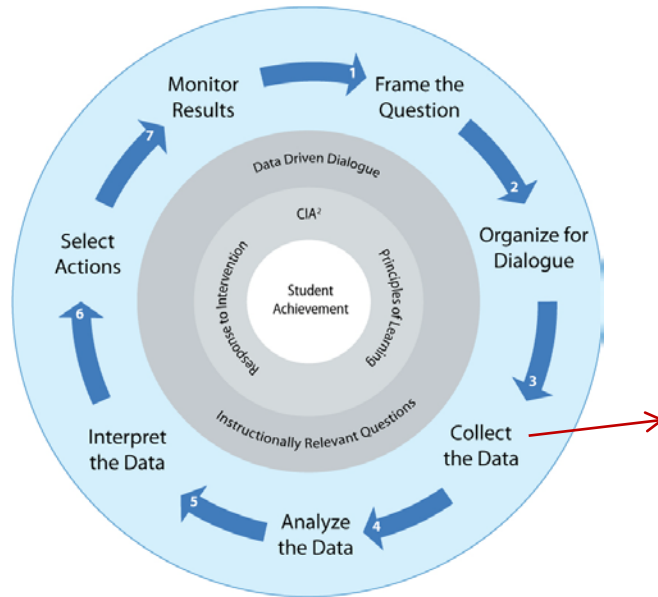 1
Frame the
Question
2
Organize for
Dialogue
3
Collect
the Data
4
Analyze
the Data
5
Interpret
the Data
6
Select
Actions
7
Monitor
Results
Data Driven Dialogue
Instructionally Relevant Questions
CIA²
Principles of Learning
Response to Intervention
Student
Achievement